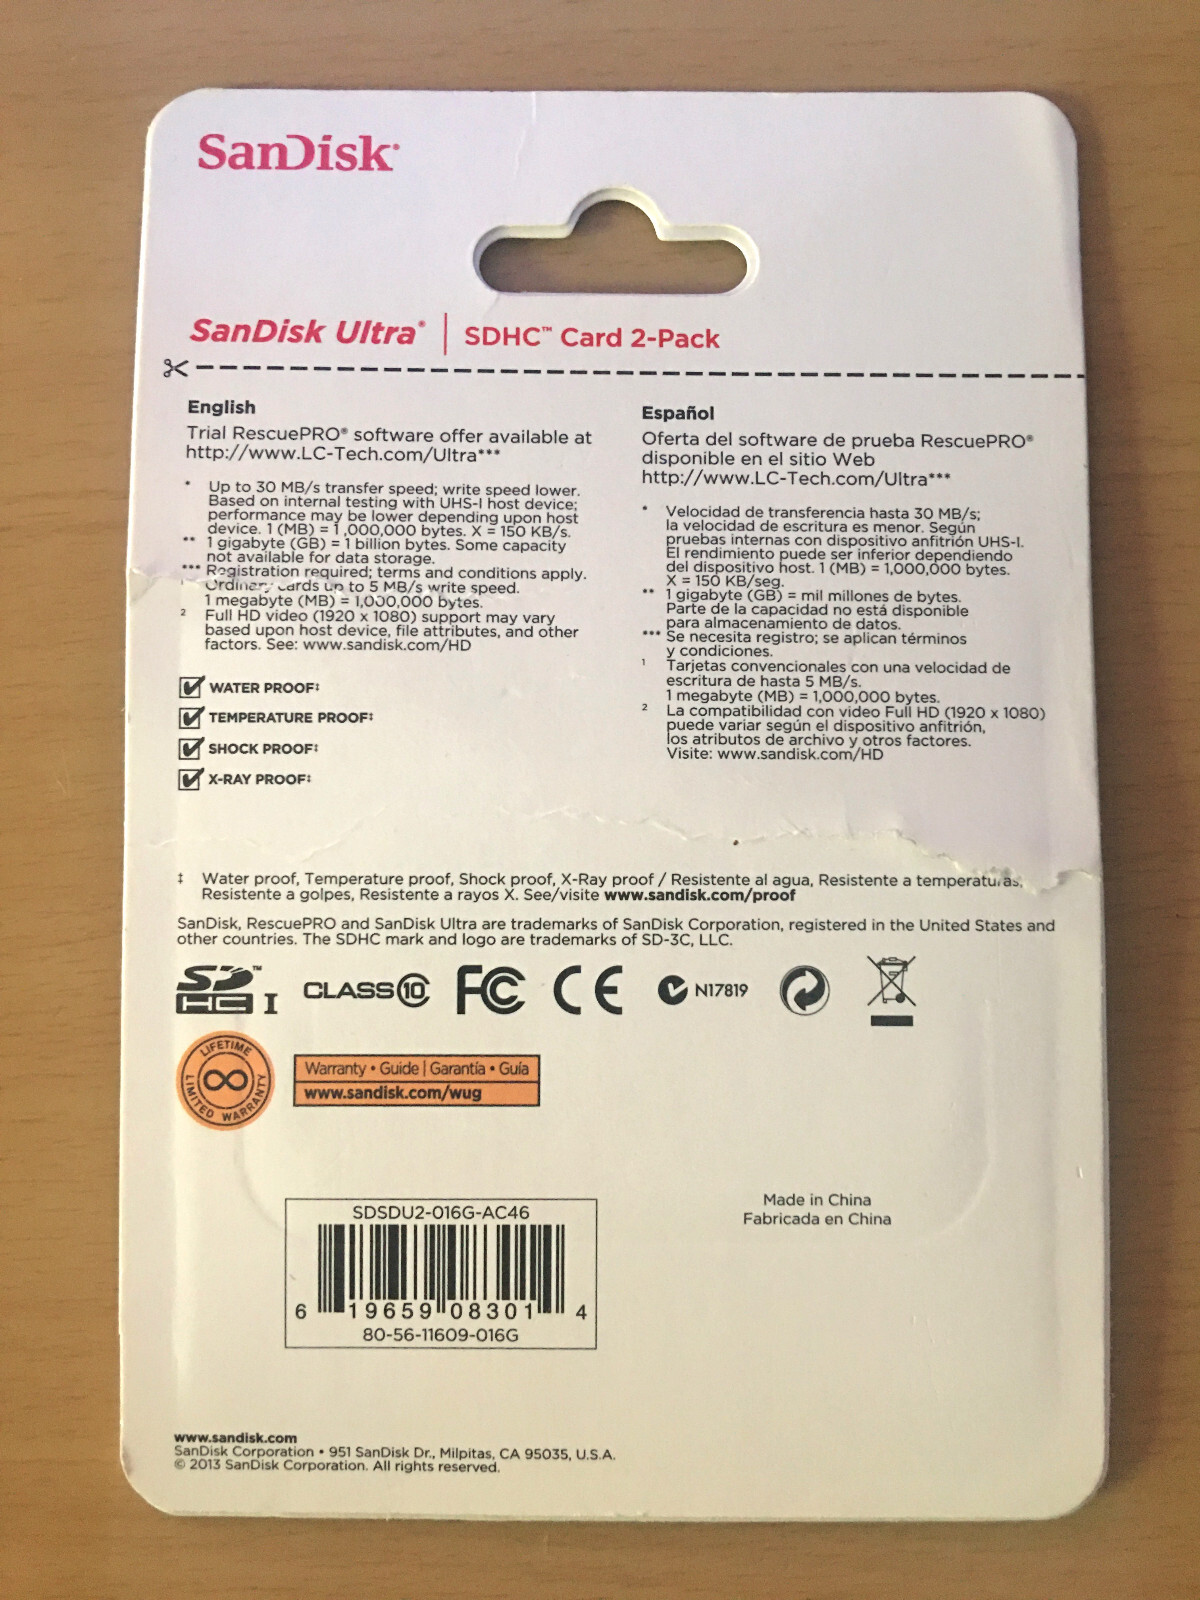 SanDisk®
SanDisk Ultra® | SDHC™ Card 2-Pack
English
Trial RescuePRO® software offer available at
http://www.LC-Tech.com/Ultra***
* Up to 30 MB/s transfer speed; write speed lower.
Based on internal testing with UHS-I host device;
performance may be lower depending upon host
device. 1 (MB) = 1,000,000 bytes. X = 150 KB/s.
** 1 gigabyte (GB) = 1 billion bytes. Some capacity
not available for data storage.
*** Registration required; terms and conditions apply.
1 Ordinary cards up to 5 MB/s write speed.
1 megabyte (MB) = 1,000,000 bytes.
2 Full HD video (1920 x 1080) support may vary
based upon host device, file attributes, and other
factors. See: www.sandisk.com/HD
WATER PROOF‡
TEMPERATURE PROOF‡
SHOCK PROOF‡
X-RAY PROOF‡
Español
Oferta del software de prueba RescuePRO®
disponible en el sitio Web
http://www.LC-Tech.com/Ultra***
* Velocidad de transferencia hasta 30 MB/s;
la velocidad de escritura es menor. Según
pruebas internas con dispositivo anfitrión UHS-I.
El rendimiento puede ser inferior dependiendo
del dispositivo host. 1 (MB) = 1,000,000 bytes.
X = 150 KB/seg.
** 1 gigabyte (GB) = mil millones de bytes.
Parte de la capacidad no está disponible
para almacenamiento de datos.
*** Se necesita registro; se aplican términos
y condiciones.
1 Tarjetas convencionales con una velocidad de
escritura de hasta 5 MB/s.
1 megabyte (MB) = 1,000,000 bytes.
2 La compatibilidad con video Full HD (1920 x 1080)
puede variar según el dispositivo anfitrión,
los atributos de archivo y otros factores.
Visite: www.sandisk.com/HD
‡ Water proof, Temperature proof, Shock proof, X-Ray proof / Resistente al agua, Resistente a temperaturas,
Resistente a golpes, Resistente a rayos X. See/visite www.sandisk.com/proof
SanDisk, RescuePRO and SanDisk Ultra are trademarks of SanDisk Corporation, registered in the United States and
other countries. The SDHC mark and logo are trademarks of SD-3C, LLC.
SD™ HC I CLASS 10 FC CE N17819
LIFETIME LIMITED WARRANTY
Warranty • Guide | Garantía • Guía
www.sandisk.com/wug
Made in China
Fabricada en China
SDSDU2-016G-AC46
6 19659 08301 4
80-56-11609-016G
www.sandisk.com
SanDisk Corporation • 951 SanDisk Dr., Milpitas, CA 95035, U.S.A.
© 2013 SanDisk Corporation. All rights reserved.